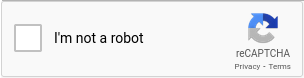 I'm not a robot
reCAPTCHA
Privacy - Terms